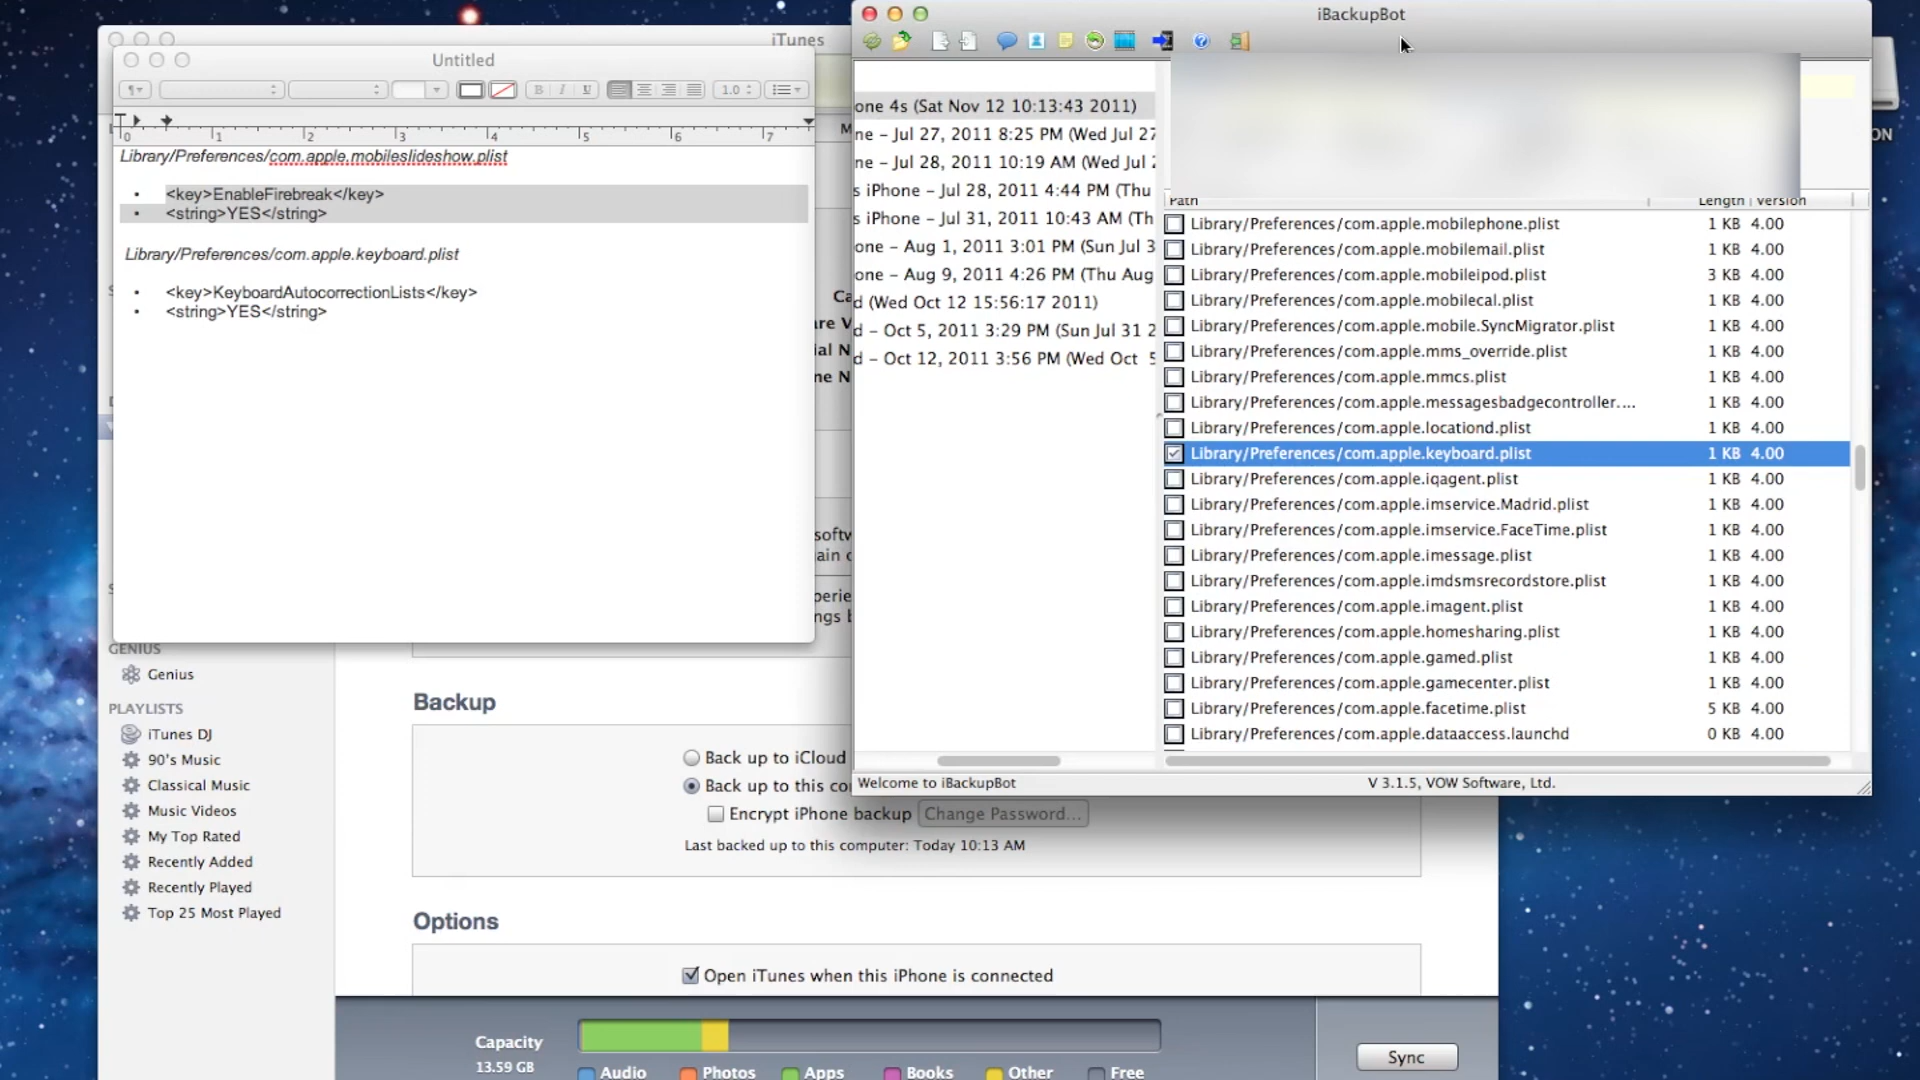 iBackupBot
iTunes
Untitled
B I U
1.0
0 1 2 3 4 5 6 7
Library/Preferences/com.apple.mobileslideshow.plist
• <key>EnableFirebreak</key>
• <string>YES</string>
Library/Preferences/com.apple.keyboard.plist
• <key>KeyboardAutocorrectionLists</key>
• <string>YES</string>
one 4s (Sat Nov 12 10:13:43 2011)
ne – Jul 27, 2011 8:25 PM (Wed Jul 27
ne – Jul 28, 2011 10:19 AM (Wed Jul 2
s iPhone – Jul 28, 2011 4:44 PM (Thu
s iPhone – Jul 31, 2011 10:43 AM (Th
one – Aug 1, 2011 3:01 PM (Sun Jul 3
one – Aug 9, 2011 4:26 PM (Thu Aug
d (Wed Oct 12 15:56:17 2011)
d – Oct 5, 2011 3:29 PM (Sun Jul 31 2
d – Oct 12, 2011 3:56 PM (Wed Oct 5
Path Length Version
Library/Preferences/com.apple.mobilephone.plist 1 KB 4.00
Library/Preferences/com.apple.mobilemail.plist 1 KB 4.00
Library/Preferences/com.apple.mobileipod.plist 3 KB 4.00
Library/Preferences/com.apple.mobilecal.plist 1 KB 4.00
Library/Preferences/com.apple.mobile.SyncMigrator.plist 1 KB 4.00
Library/Preferences/com.apple.mms_override.plist 1 KB 4.00
Library/Preferences/com.apple.mmcs.plist 1 KB 4.00
Library/Preferences/com.apple.messagesbadgecontroller.... 1 KB 4.00
Library/Preferences/com.apple.locationd.plist 1 KB 4.00
Library/Preferences/com.apple.keyboard.plist 1 KB 4.00
Library/Preferences/com.apple.iqagent.plist 1 KB 4.00
Library/Preferences/com.apple.imservice.Madrid.plist 1 KB 4.00
Library/Preferences/com.apple.imservice.FaceTime.plist 1 KB 4.00
Library/Preferences/com.apple.imessage.plist 1 KB 4.00
Library/Preferences/com.apple.imdsmsrecordstore.plist 1 KB 4.00
Library/Preferences/com.apple.imagent.plist 1 KB 4.00
Library/Preferences/com.apple.homesharing.plist 1 KB 4.00
Library/Preferences/com.apple.gamed.plist 1 KB 4.00
Library/Preferences/com.apple.gamecenter.plist 1 KB 4.00
Library/Preferences/com.apple.facetime.plist 5 KB 4.00
Library/Preferences/com.apple.dataaccess.launchd 0 KB 4.00
Welcome to iBackupBot V 3.1.5, VOW Software, Ltd.
ON
Ca
are V
ial N
ne N
softw
ain c
perie
ngs b
GENIUS
Genius
PLAYLISTS
iTunes DJ
90's Music
Classical Music
Music Videos
My Top Rated
Recently Added
Recently Played
Top 25 Most Played
Backup
Back up to iCloud
Back up to this co
Encrypt iPhone backup Change Password...
Last backed up to this computer: Today 10:13 AM
Options
Open iTunes when this iPhone is connected
Capacity
13.59 GB
Audio Photos Apps Books Other Free
Sync